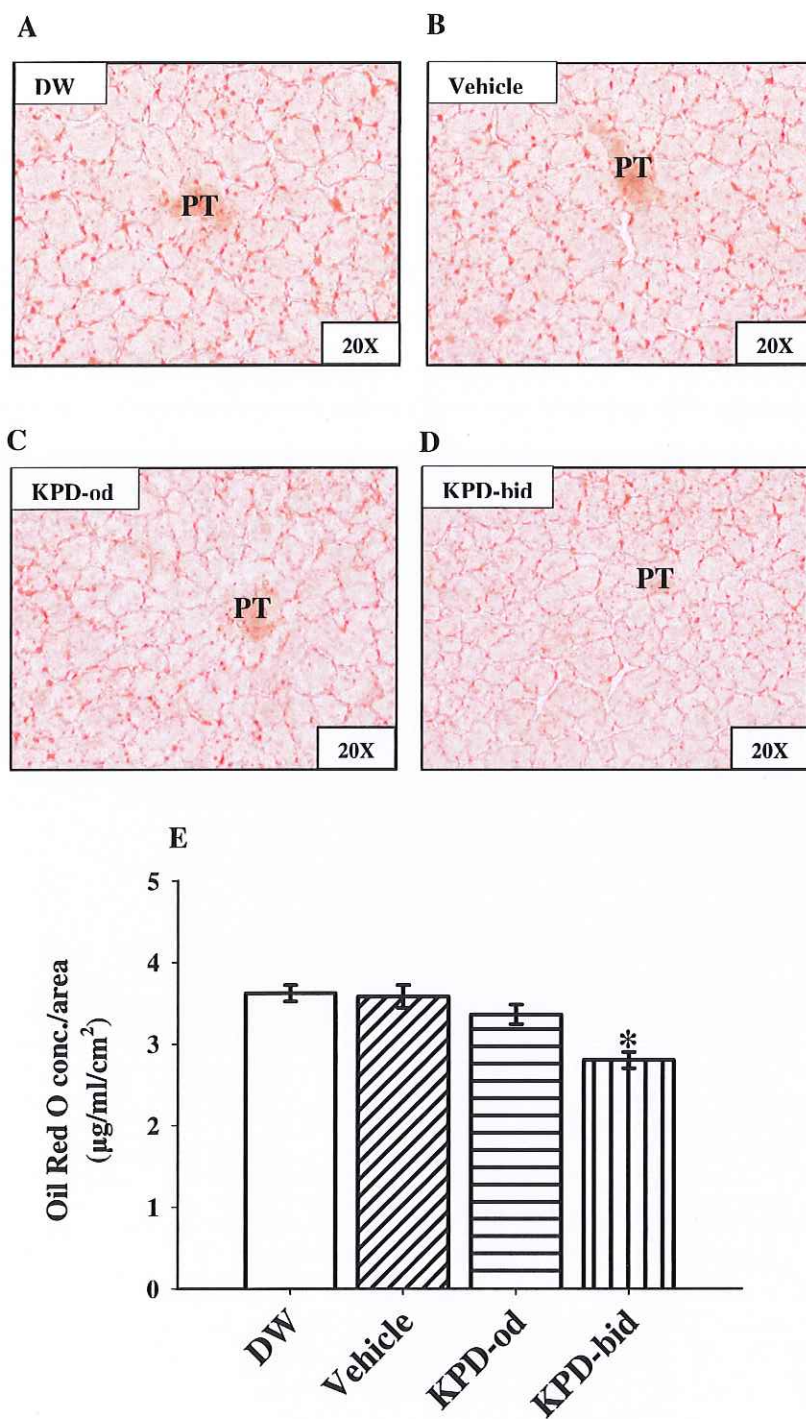 A
B
DW
PT
20X
Vehicle
PT
20X
C
D
KPD-od
PT
20X
KPD-bid
PT
20X
E
5
4
3
2
1
0
Oil Red O conc./area
(µg/ml/cm²)
*
DW
Vehicle
KPD-od
KPD-bid